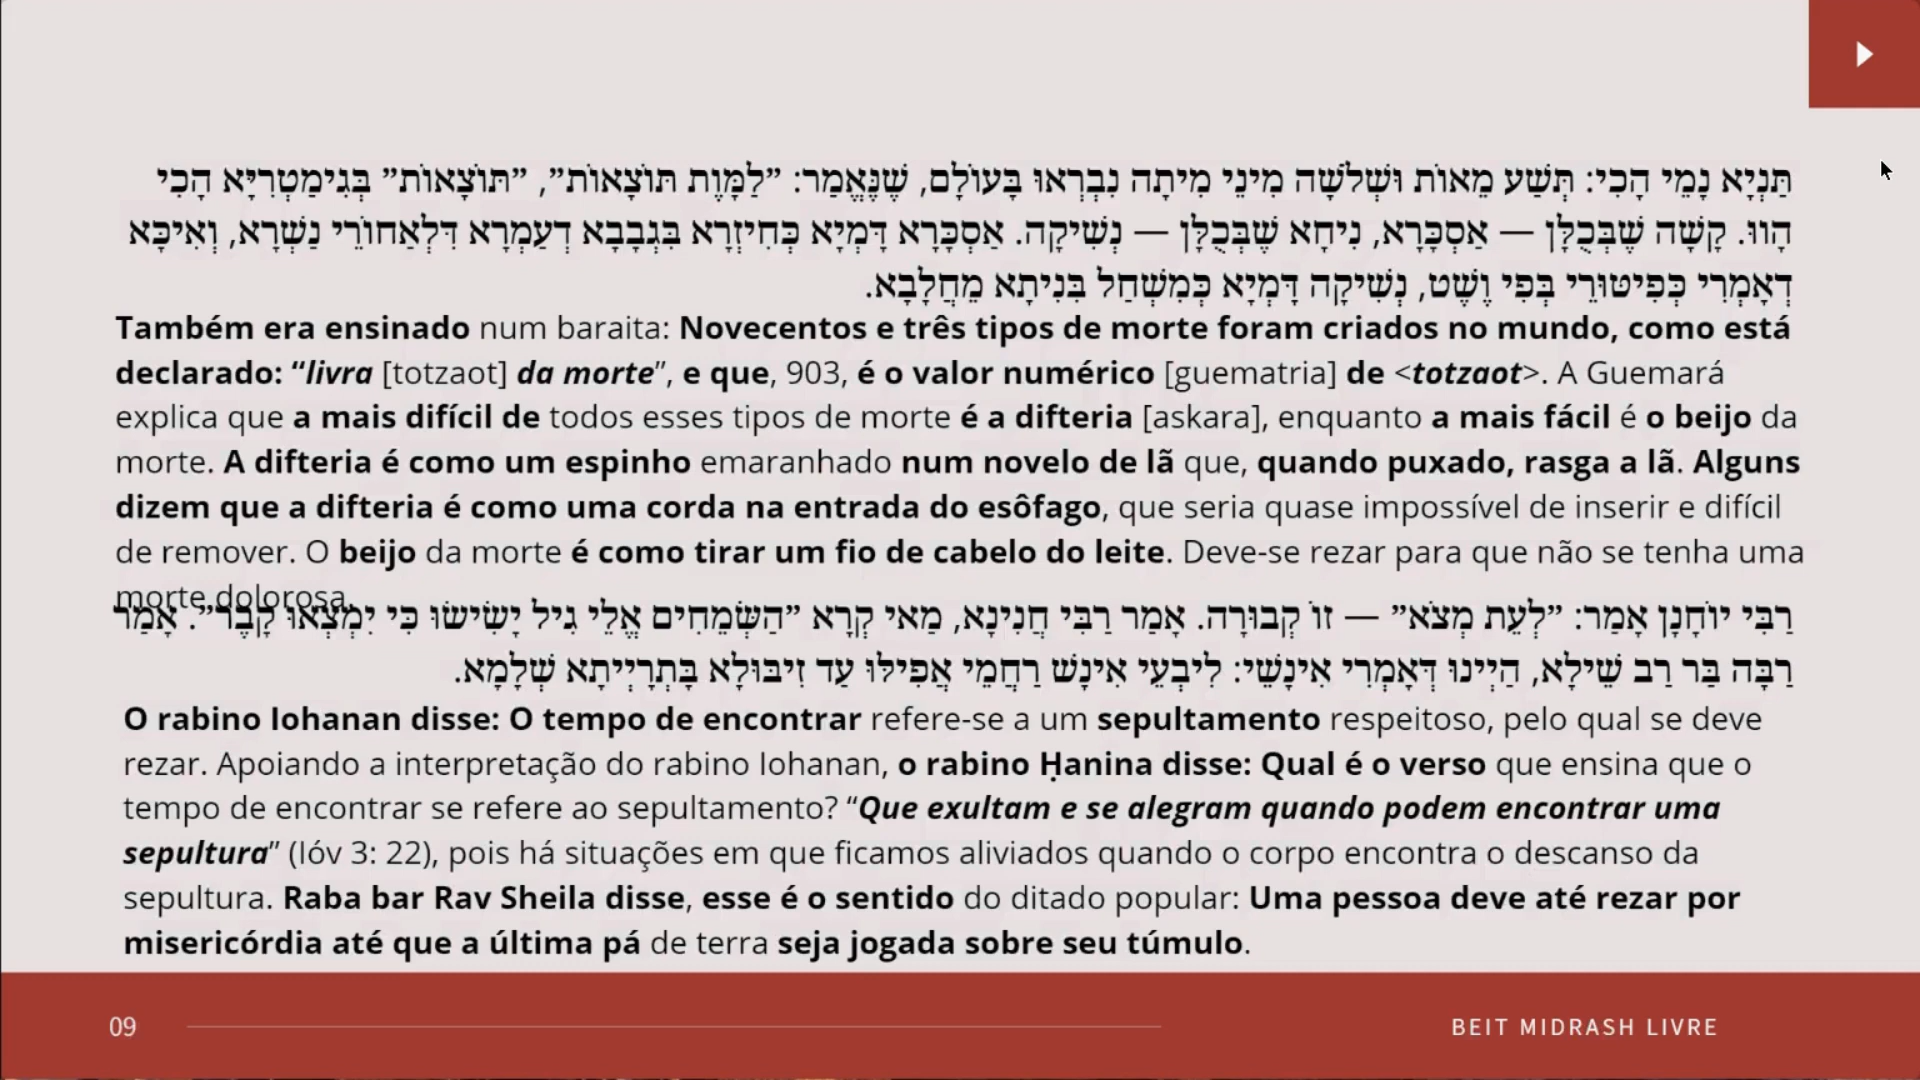 תַּנְיָא נָמֵי הָכִי: תְּשַׁע מֵאוֹת וּשְׁלֹשָׁה מִינֵי מִיתָה נִבְרְאוּ בָּעוֹלָם, שֶׁנֶּאֱמַר: ״לַמָּוֶת תּוֹצָאוֹת״, ״תּוֹצָאוֹת״ בְּגִימַטְרִיָּא הָכִי
הָווּ. קָשָׁה שֶׁבְּכֻלָּן — אַסְכָּרָא, נִיחָא שֶׁבְּכֻלָּן — נְשִׁיקָה. אַסְכָּרָא דָּמְיָא כְּחִיזְרָא בִּגְבָבָא דְעַמְרָא דִּלְאַחוֹרֵי נַשְׁרָא, וְאִיכָּא
דְאָמְרִי כְּפִיטוּרֵי בְּפִי וֶשֶׁט, נְשִׁיקָה דָּמְיָא כְּמִשְׁחַל בִּנִיתָא מֵחֲלָבָא.
Também era ensinado num baraita: Novecentos e três tipos de morte foram criados no mundo, como está
declarado: “livra [totzaot] da morte”, e que, 903, é o valor numérico [guematria] de <totzaot>. A Guemará
explica que a mais difícil de todos esses tipos de morte é a difteria [askara], enquanto a mais fácil é o beijo da
morte. A difteria é como um espinho emaranhado num novelo de lã que, quando puxado, rasga a lã. Alguns
dizem que a difteria é como uma corda na entrada do esôfago, que seria quase impossível de inserir e difícil
de remover. O beijo da morte é como tirar um fio de cabelo do leite. Deve-se rezar para que não se tenha uma
morte dolorosa.
רַבִּי יוֹחָנָן אָמַר: ״לְעֵת מְצֹא״ — זוֹ קְבוּרָה. אָמַר רַבִּי חֲנִינָא, מַאי קְרָא ״הַשְּׂמֵחִים אֱלֵי גִיל יָשִׂישׂוּ כִּי יִמְצְאוּ קָבֶר״. אָמַר
רַבָּה בַּר רַב שֵׁילָא, הַיְינוּ דְּאָמְרִי אִינָשֵׁי: לִיבְעֵי אִינָשׁ רַחֲמֵי אֲפִילּוּ עַד זִיבּוּלָא בָּתְרָיְיתָא שְׁלָמָא.
O rabino Iohanan disse: O tempo de encontrar refere-se a um sepultamento respeitoso, pelo qual se deve
rezar. Apoiando a interpretação do rabino Iohanan, o rabino Ḥanina disse: Qual é o verso que ensina que o
tempo de encontrar se refere ao sepultamento? “Que exultam e se alegram quando podem encontrar uma
sepultura” (Ióv 3: 22), pois há situações em que ficamos aliviados quando o corpo encontra o descanso da
sepultura. Raba bar Rav Sheila disse, esse é o sentido do ditado popular: Uma pessoa deve até rezar por
misericórdia até que a última pá de terra seja jogada sobre seu túmulo.
09
BEIT MIDRASH LIVRE